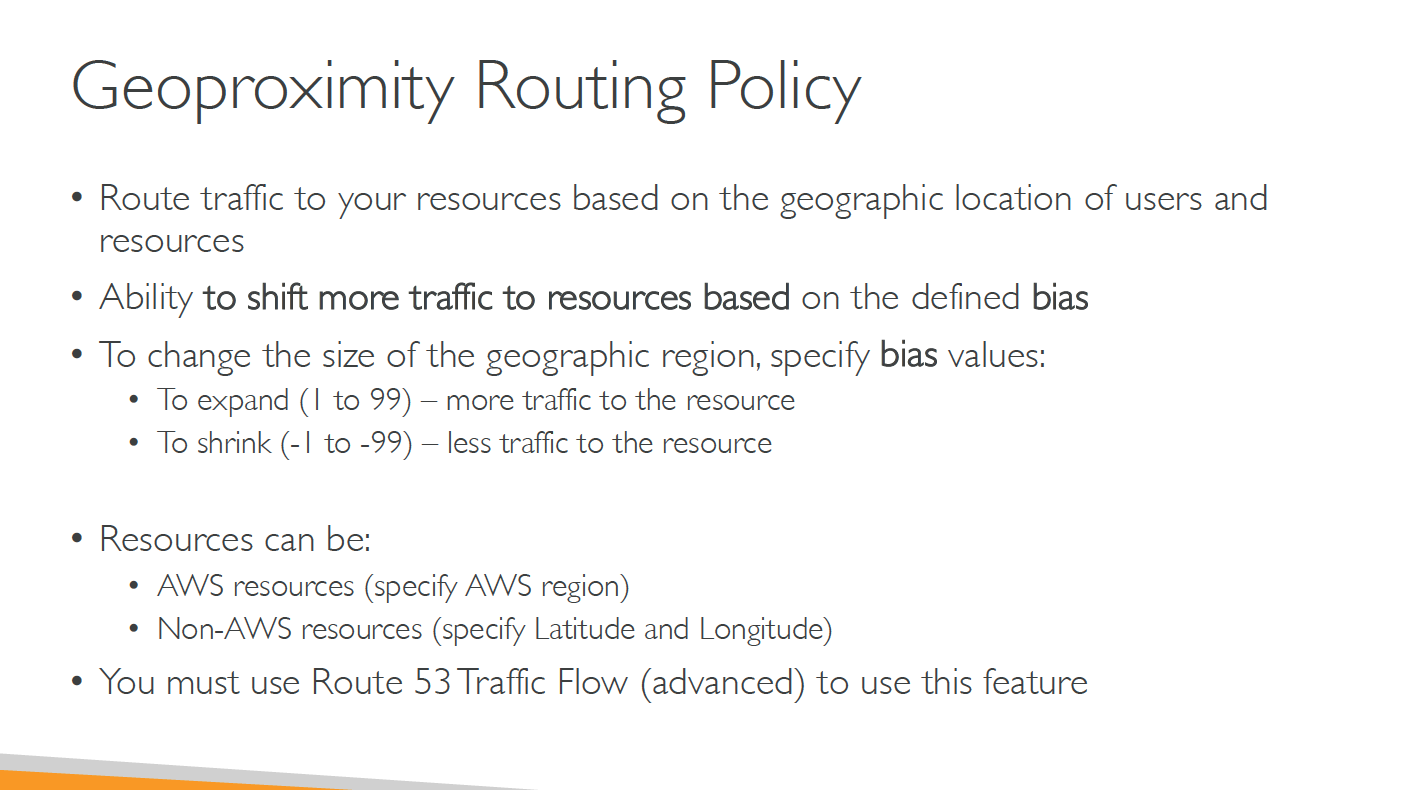 Geoproximity Routing Policy
• Route traffic to your resources based on the geographic location of users and
resources
• Ability to shift more traffic to resources based on the defined bias
• To change the size of the geographic region, specify bias values:
• To expand (1 to 99) – more traffic to the resource
• To shrink (-1 to -99) – less traffic to the resource
• Resources can be:
• AWS resources (specify AWS region)
• Non-AWS resources (specify Latitude and Longitude)
• You must use Route 53 Traffic Flow (advanced) to use this feature